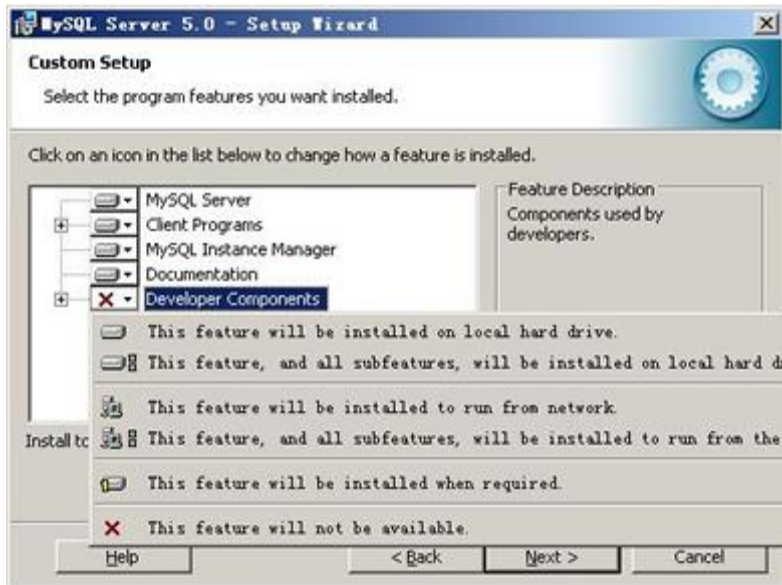 MySQL Server 5.0 - Setup Wizard
Custom Setup
Select the program features you want installed.
Click on an icon in the list below to change how a feature is installed.
MySQL Server
Client Programs
MySQL Instance Manager
Documentation
Developer Components
Feature Description
Components used by
developers.
This feature will be installed on local hard drive.
This feature, and all subfeatures, will be installed on local hard
This feature will be installed to run from network.
Install to
This feature, and all subfeatures, will be installed to run from the
This feature will be installed when required.
This feature will not be available.
Help
< Back
Next >
Cancel